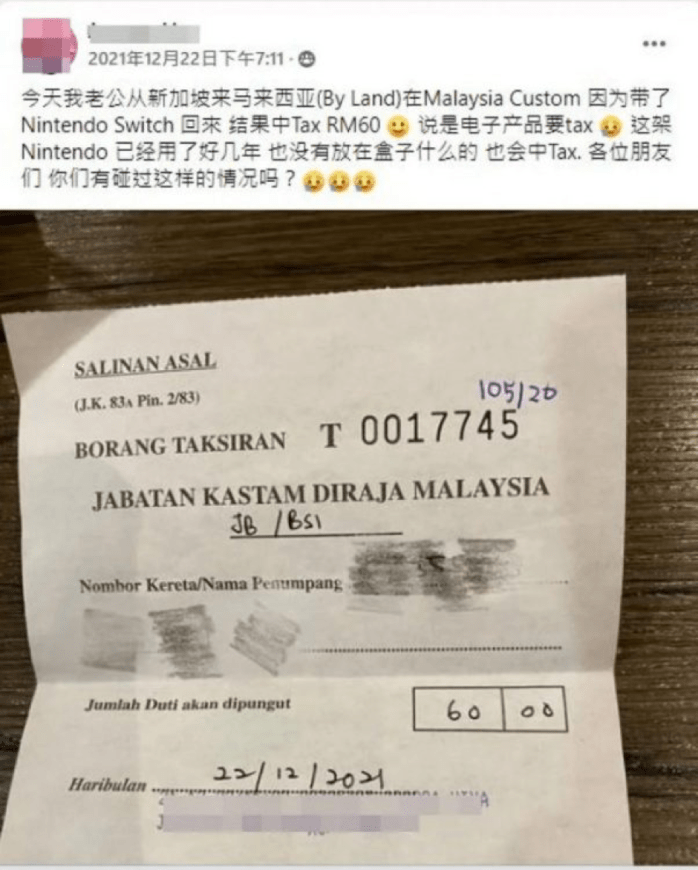 2021年12月22日下午7:11
今天我老公从新加坡来马来西亚(By Land)在Malaysia Custom 因为带了
Nintendo Switch 回來 结果中Tax RM60 🙂 说是电子产品要tax 😢 这架
Nintendo 已经用了好几年 也没有放在盒子什么的 也会中Tax. 各位朋友
们 你们有碰过这样的情况吗？😢😢😢
SALINAN ASAL
(J.K. 83A Pin. 2/83)
105/20
BORANG TAKSIRAN T 0017745
JABATAN KASTAM DIRAJA MALAYSIA
JB /BSI
Nombor Kereta/Nama Penumpang
Jumlah Duti akan dipungut 60 00
Haribulan 22/12/2021